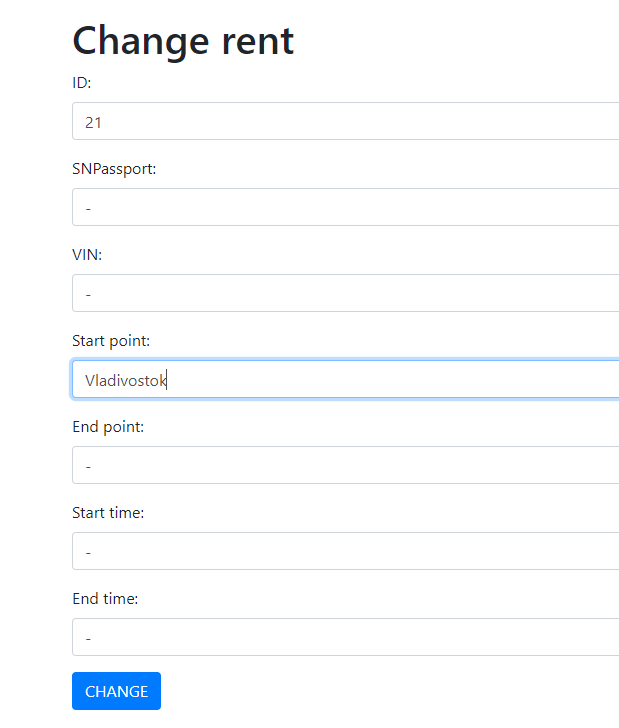 Change rent
ID:
21
SNPassport:
-
VIN:
-
Start point:
Vladivostok
End point:
-
Start time:
-
End time:
-
CHANGE